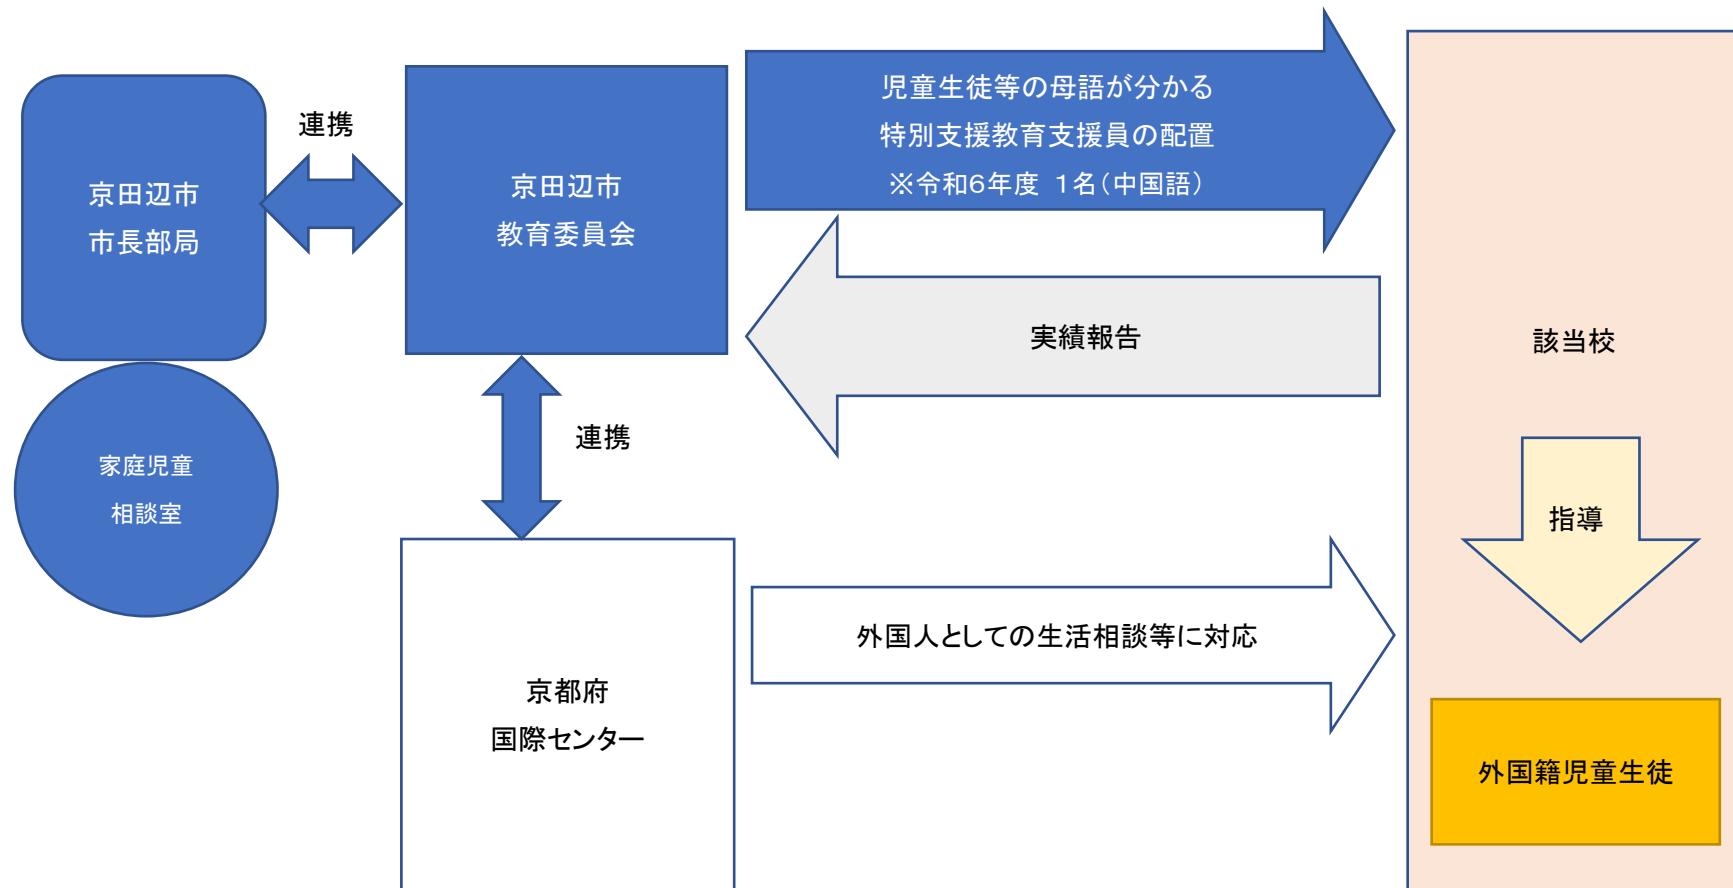 京田辺市
市長部局
家庭児童
相談室
連携
京田辺市
教育委員会
連携
京都府
国際センター
児童生徒等の母語が分かる
特別支援教育支援員の配置
※令和6年度 1名(中国語)
実績報告
外国人としての生活相談等に対応
該当校
指導
外国籍児童生徒